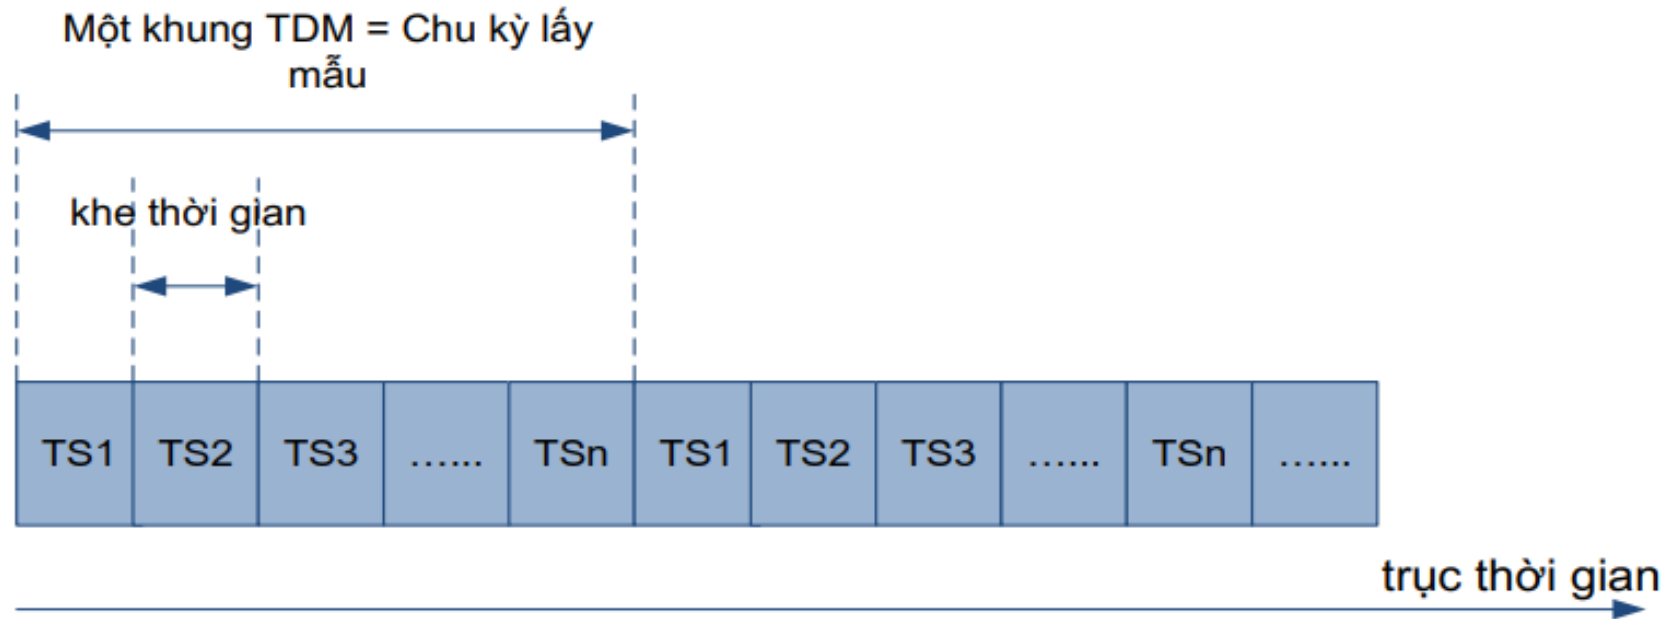 Một khung TDM = Chu kỳ lấy
mẫu
khe thời gian
TS1 TS2 TS3 …... TSn TS1 TS2 TS3 …... TSn …...
trục thời gian